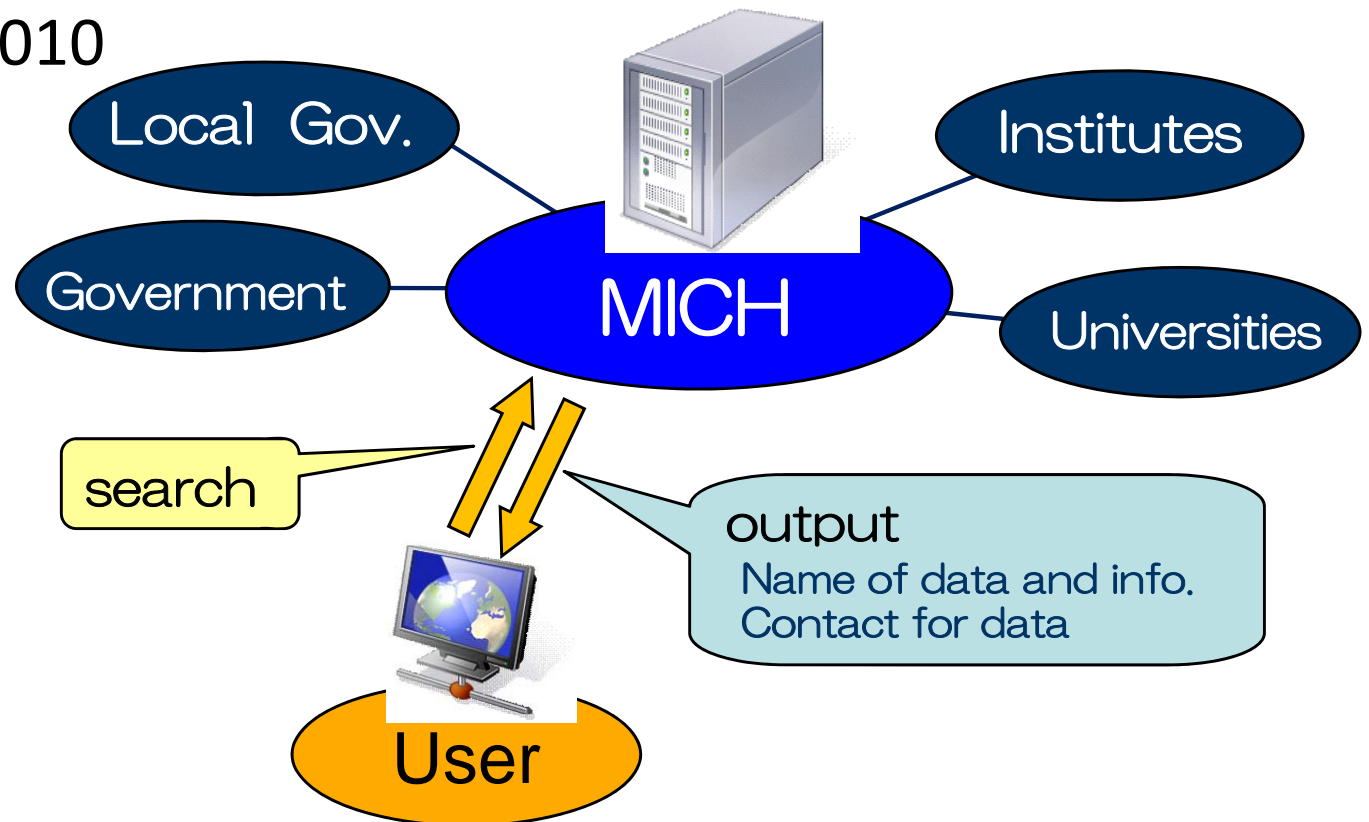 010
Local Gov.
Institutes
Government
MICH
Universities
search
output
Name of data and info.
Contact for data
User